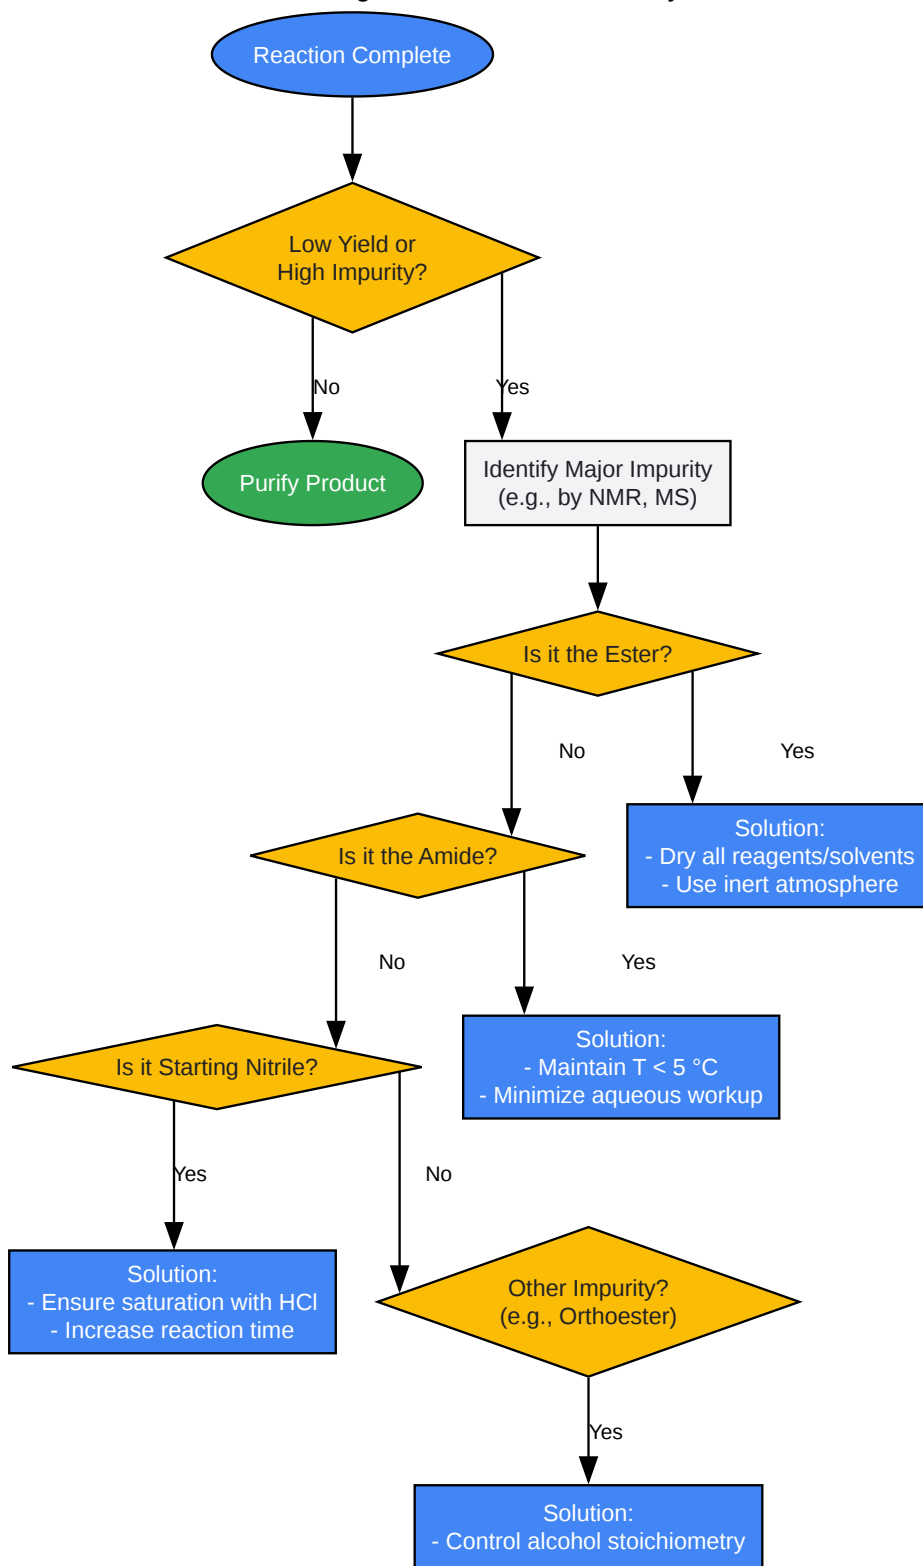 Reaction Complete
Low Yield or
High Impurity?
No
Yes
Purify Product
Identify Major Impurity
(e.g., by NMR, MS)
Is it the Ester?
No
Yes
Solution:
- Dry all reagents/solvents
- Use inert atmosphere
Is it the Amide?
No
Yes
Solution:
- Maintain T < 5 °C
- Minimize aqueous workup
Is it Starting Nitrile?
Yes
No
Solution:
- Ensure saturation with HCl
- Increase reaction time
Other Impurity?
(e.g., Orthoester)
Yes
Solution:
- Control alcohol stoichiometry